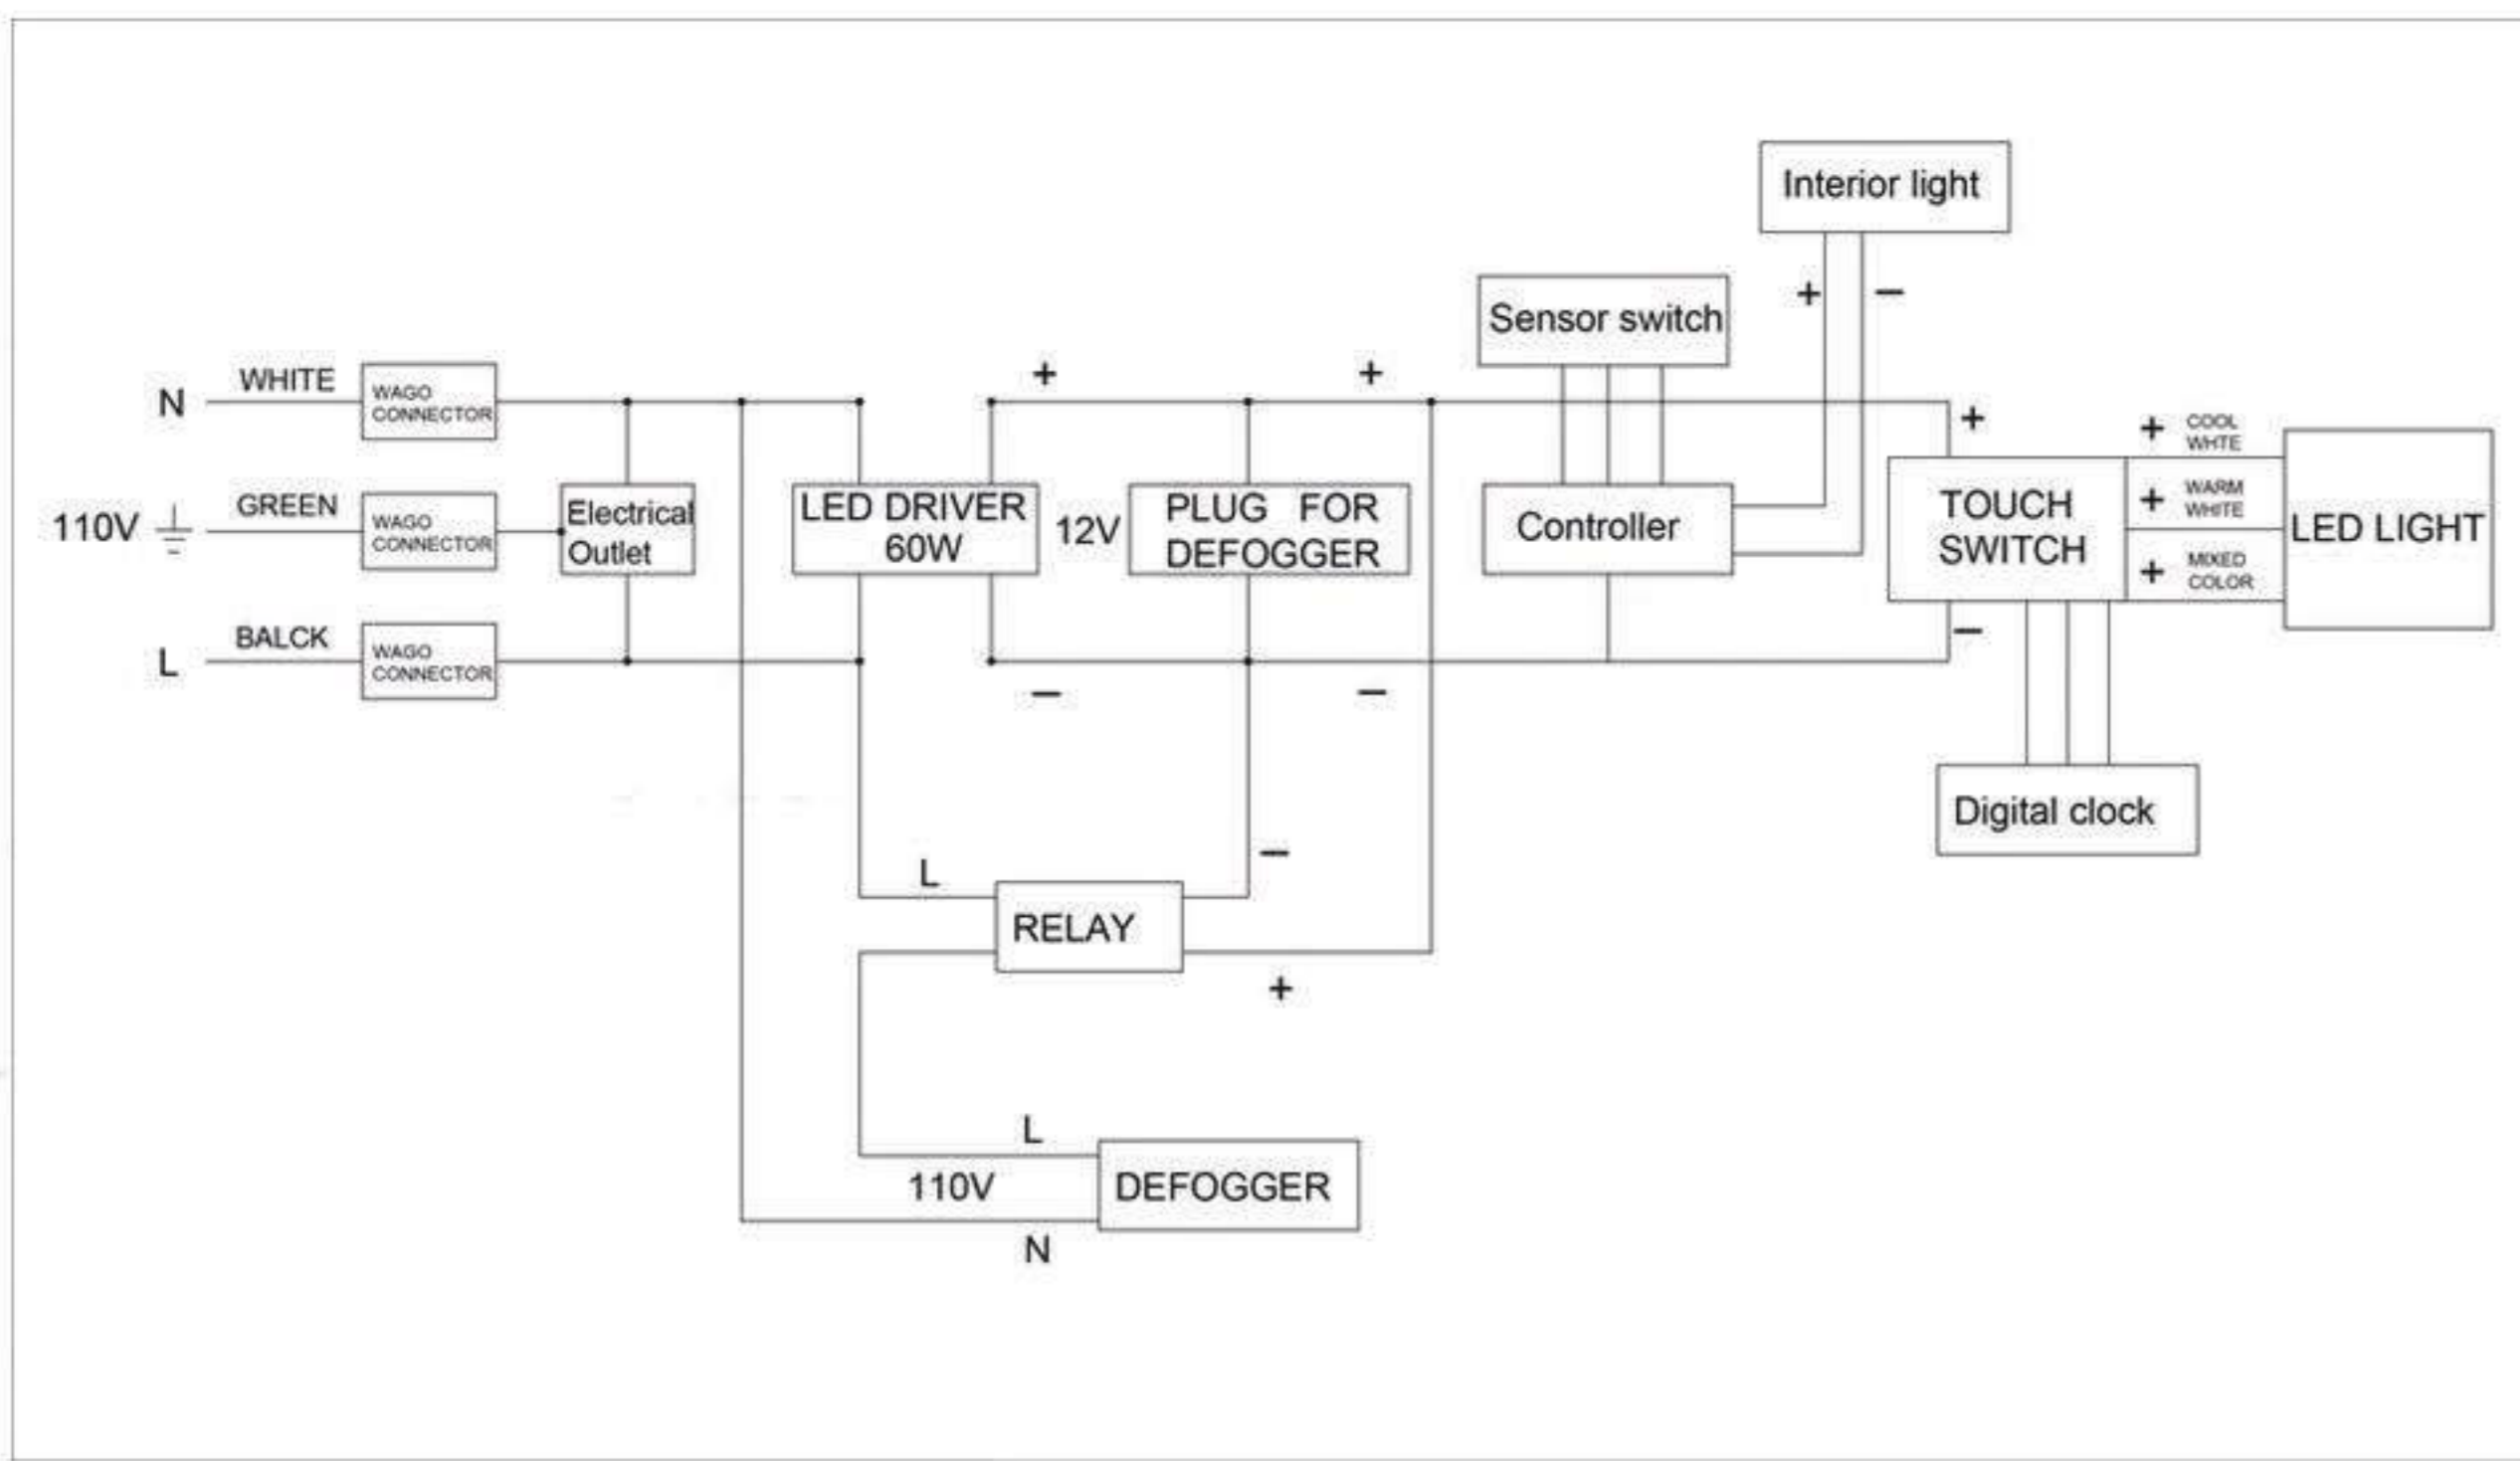 Interior light
+ −
Sensor switch
N
WHITE
WAGO
CONNECTOR
+
+
110V
GREEN
WAGO
CONNECTOR
Electrical
Outlet
LED DRIVER
60W
12V
PLUG FOR
DEFOGGER
Controller
+
TOUCH
SWITCH
−
+ COOL
WHTE
+ WARM
WHITE
+ MIXED
COLOR
LED LIGHT
L
BALCK
WAGO
CONNECTOR
−
−
Digital clock
L
RELAY
−
+
L
110V
N
DEFOGGER